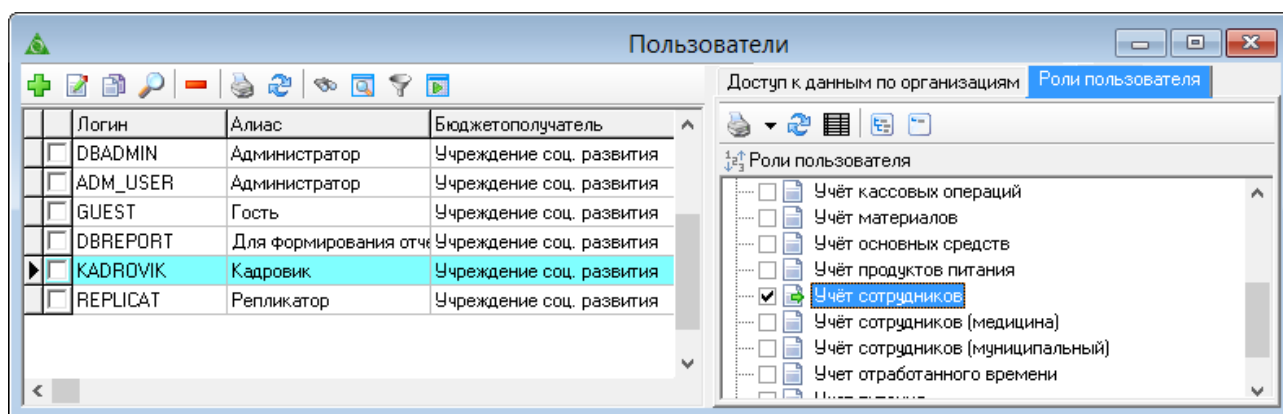 Пользователи
Доступ к данным по организациям Роли пользователя
Логин Алиас Бюджетополучатель
DBADMIN Администратор Учреждение соц. развития
ADM_USER Администратор Учреждение соц. развития
GUEST Гость Учреждение соц. развития
DBREPORT Для формирования отче Учреждение соц. развития
KADROVIK Кадровик Учреждение соц. развития
REPLICAT Репликатор Учреждение соц. развития
Роли пользователя
Учёт кассовых операций
Учёт материалов
Учёт основных средств
Учёт продуктов питания
Учёт сотрудников
Учёт сотрудников (медицина)
Учёт сотрудников (муниципальный)
Учет отработанного времени